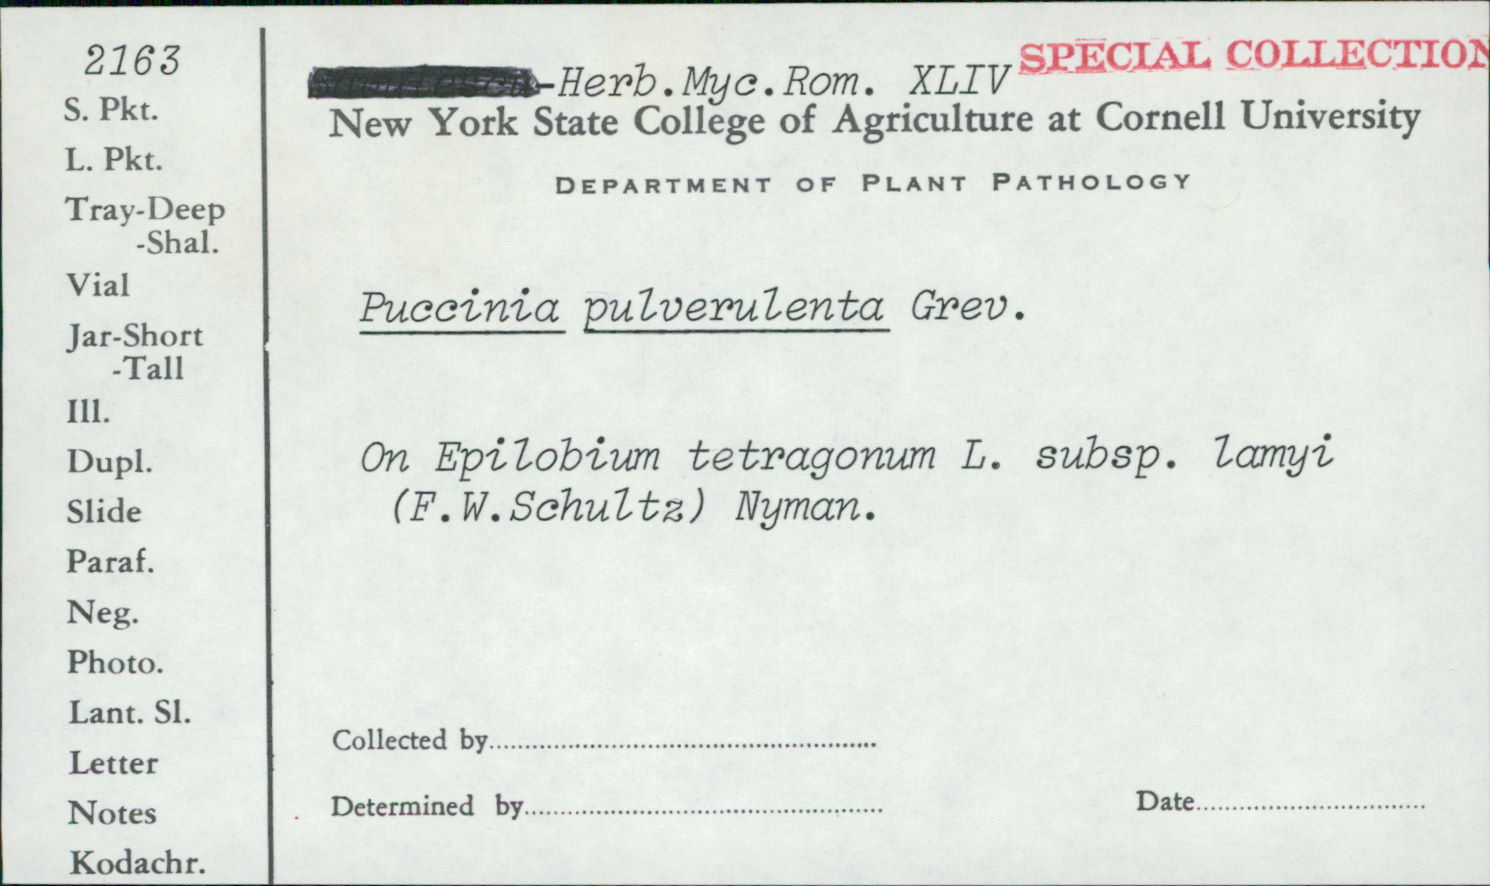 2163
S. Pkt.
L. Pkt.
Tray-Deep
-Shal.
Vial
Jar-Short
-Tall
Ill.
Dupl.
Slide
Paraf.
Neg.
Photo.
Lant. Sl.
Letter
Notes
Kodachr.
SPECIAL COLLECTION
-Herb.Myc.Rom. XLIV
New York State College of Agriculture at Cornell University
DEPARTMENT OF PLANT PATHOLOGY
Puccinia pulverulenta Grev.
On Epilobium tetragonum L. subsp. lamyi
(F.W.Schultz) Nyman.
Collected by
Determined by
Date